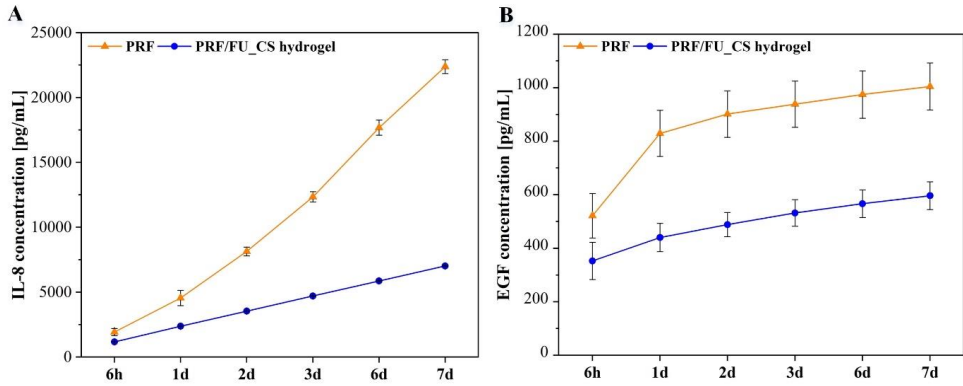 A
PRF PRF/FU_CS hydrogel
IL-8 concentration [pg/mL]
25000
20000
15000
10000
5000
0
6h 1d 2d 3d 6d 7d
B
PRF PRF/FU_CS hydrogel
EGF concentration [pg/mL]
1200
1000
800
600
400
200
0
6h 1d 2d 3d 6d 7d